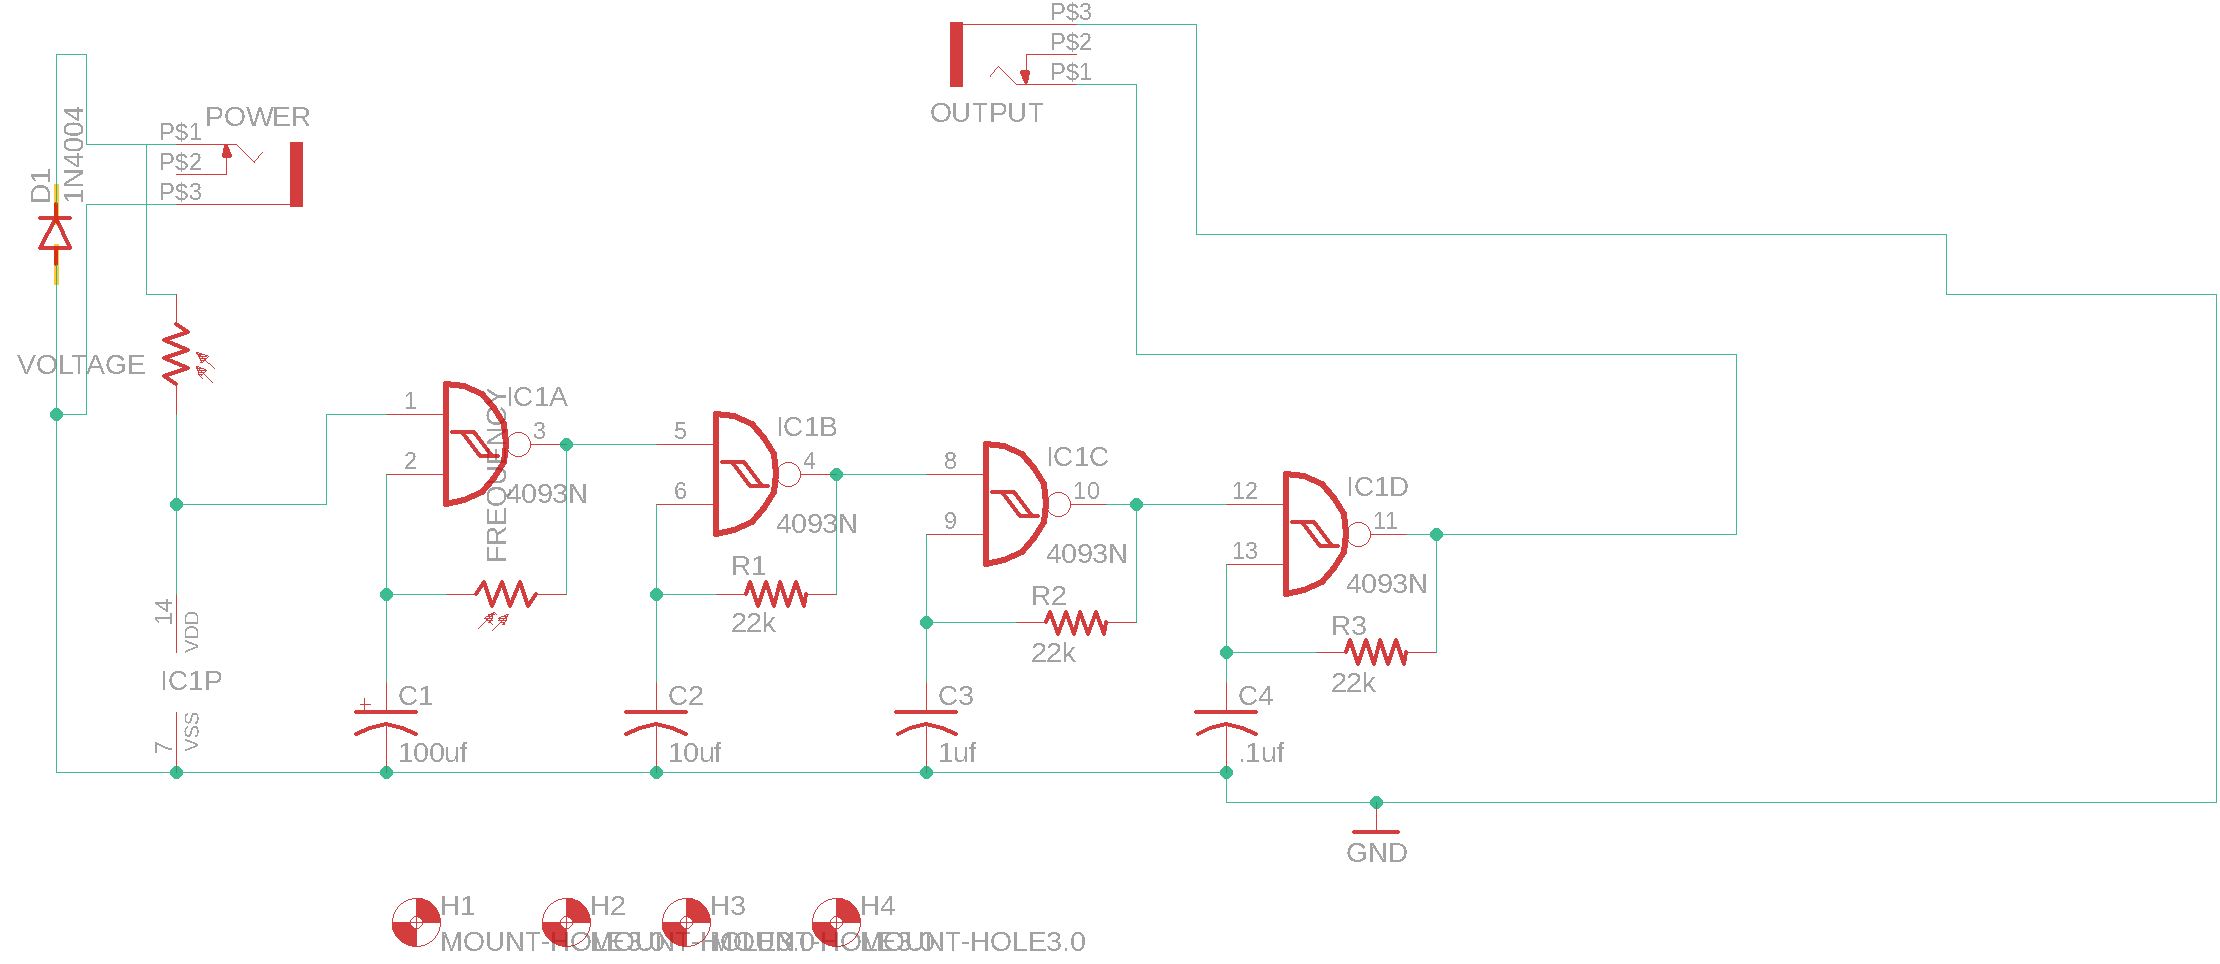 P$3
P$2
P$1
OUTPUT
POWER
P$1
P$2
P$3
D1
1N4004
VOLTAGE
1
2
3
IC1A
4093N
FREQUENCY
5
6
4
IC1B
4093N
R1
22k
8
9
10
IC1C
4093N
R2
22k
12
13
11
IC1D
4093N
R3
22k
14
VDD
IC1P
7
VSS
+
C1
100uf
C2
10uf
C3
1uf
C4
.1uf
GND
H1
MOUNT-HOLE3.0
H2
MOUNT-HOLE3.0
H3
MOUNT-HOLE3.0
H4
MOUNT-HOLE3.0